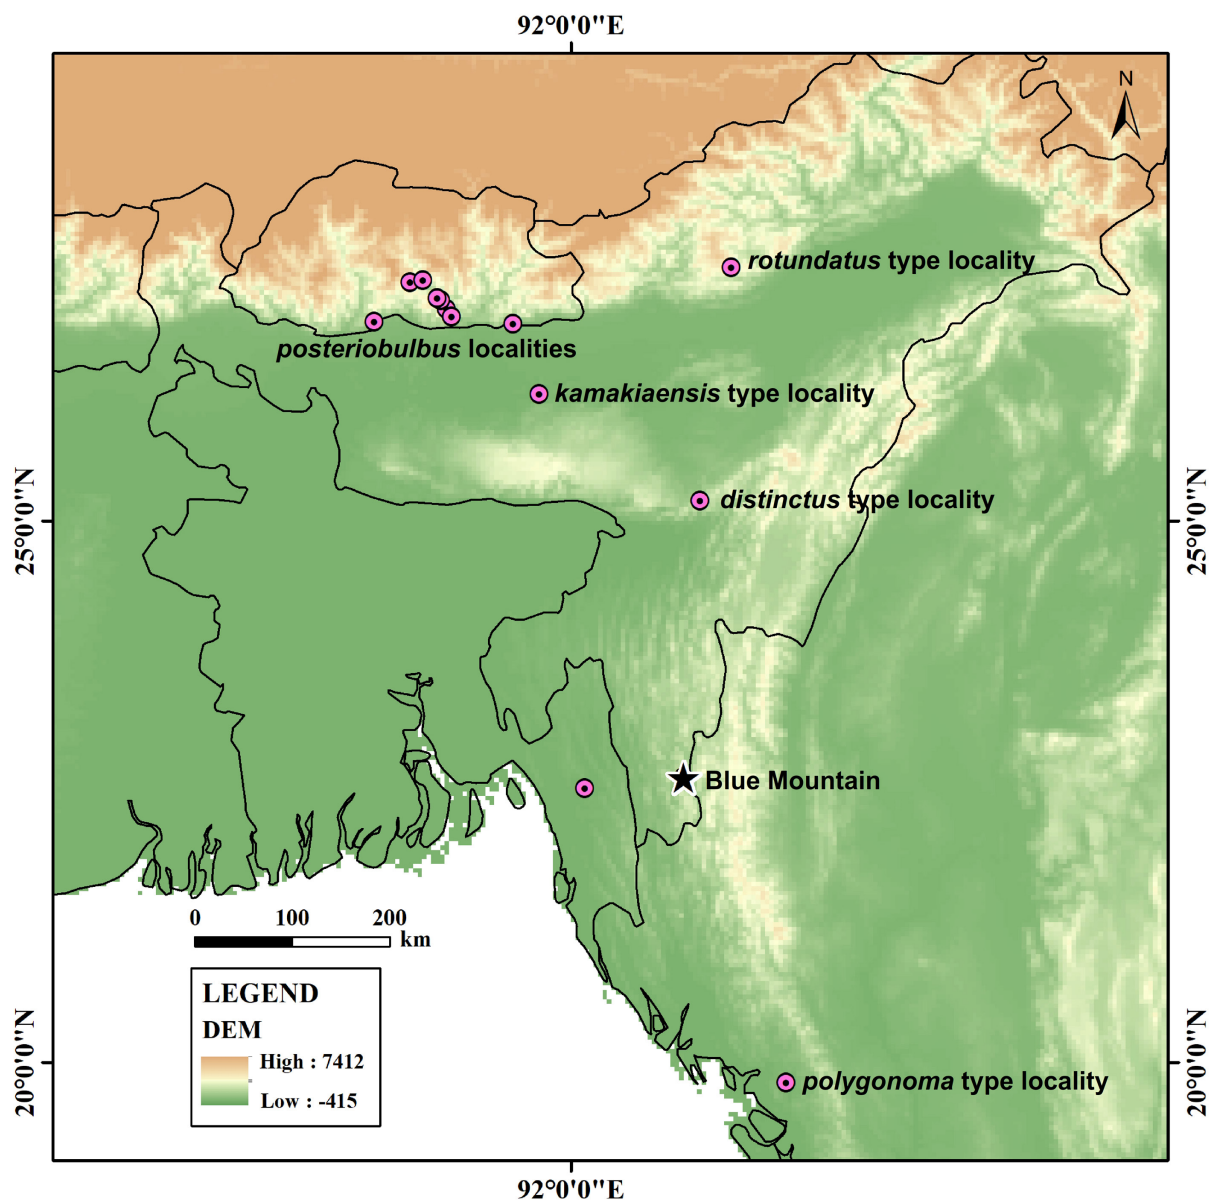 92°0'0"E
N
rotundatus type locality
posteriobulbus localities
kamakiaensis type locality
distinctus type locality
25°0'0"N
25°0'0"N
Blue Mountain
0 100 200
km
LEGEND
DEM
High : 7412
Low : -415
20°0'0"N
20°0'0"N
polygonoma type locality
92°0'0"E